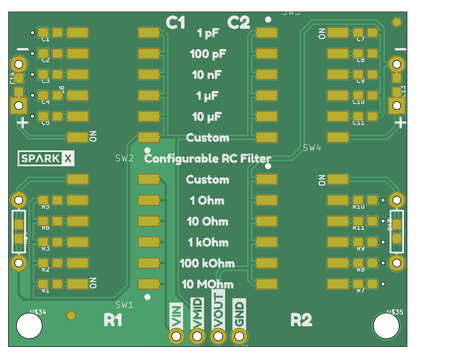 C1 C2
1 pF
100 pF
10 nF
1 µF
10 µF
Custom
Configurable RC Filter
Custom
1 Ohm
10 Ohm
1 kOhm
100 kOhm
10 MOhm
R1
R2
VIN
VMID
VOUT
GND
SPARK X
SW1
SW2
SW4
ON
ON
ON
ON
C1
C2
C3
C4
C5
C7
C8
C9
C10
C11
R5
R6
R3
R2
R1
R10
R11
R9
R8
R7
U$34
U$35
+
+